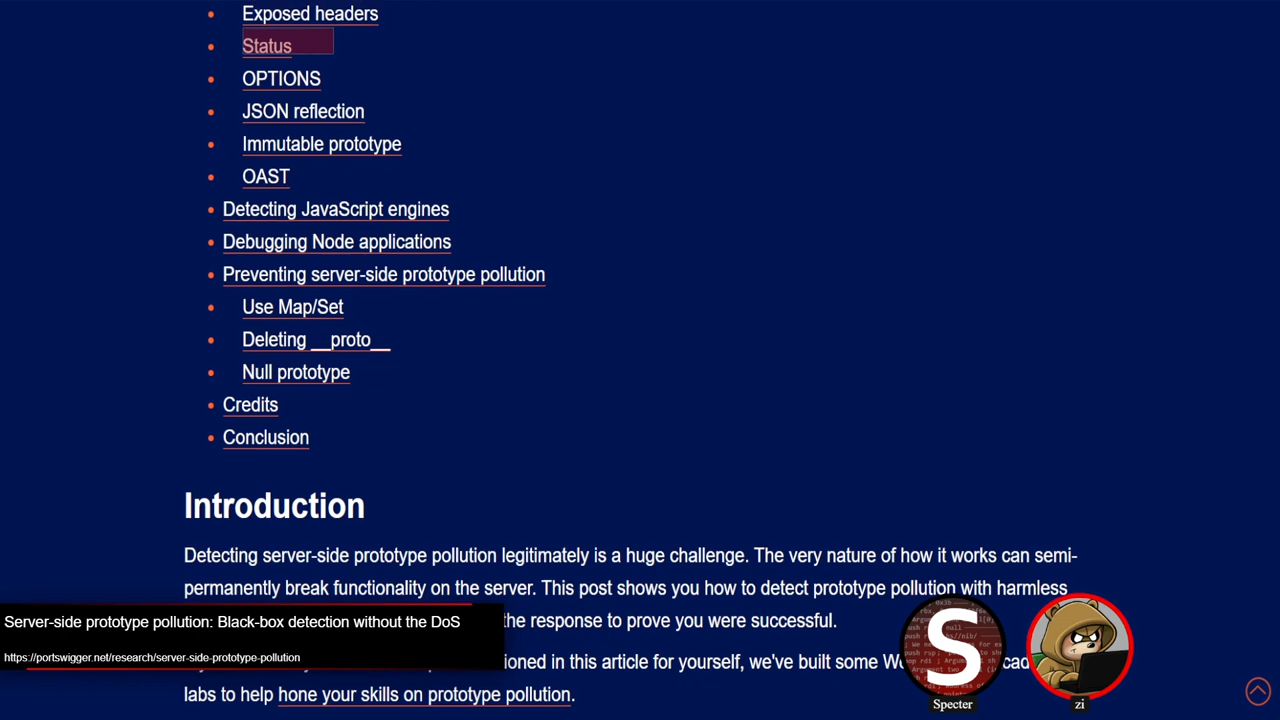 Exposed headers
Status
OPTIONS
JSON reflection
Immutable prototype
OAST
Detecting JavaScript engines
Debugging Node applications
Preventing server-side prototype pollution
Use Map/Set
Deleting __proto__
Null prototype
Credits
Conclusion
Introduction
Detecting server-side prototype pollution legitimately is a huge challenge. The very nature of how it works can semi-
permanently break functionality on the server. This post shows you how to detect prototype pollution with harmless
the response to prove you were successful.
Server-side prototype pollution: Black-box detection without the DoS
https://portswigger.net/research/server-side-prototype-pollution
in this article for yourself, we've built some
labs to help hone your skills on prototype pollution.
S
Specter
zi